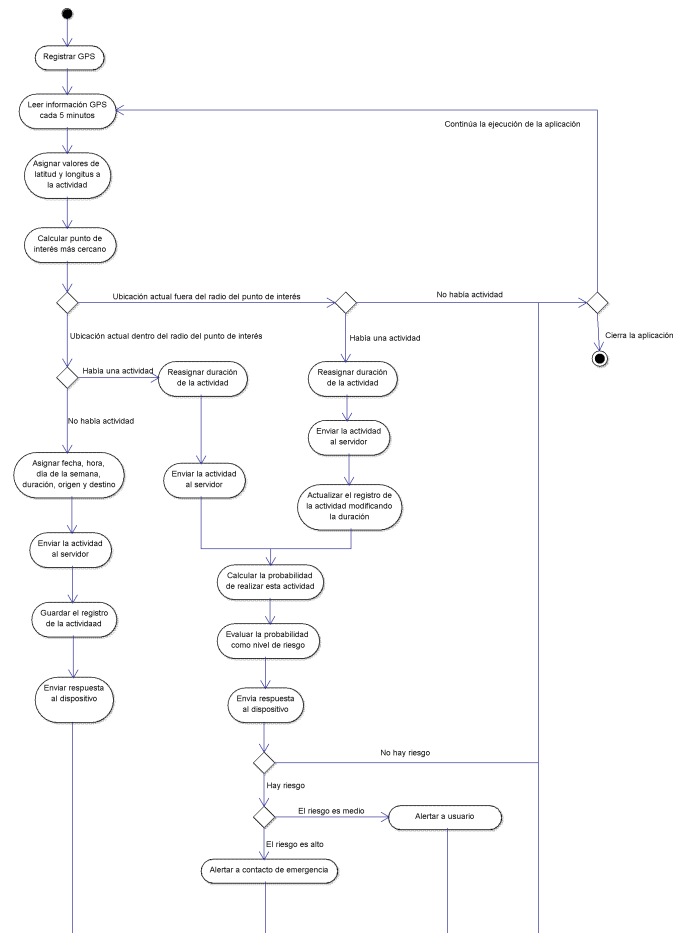 Registrar GPS
Leer información GPS
cada 5 minutos
Continúa la ejecución de la aplicación
Asignar valores de
latitud y longitus a
la actividad
Calcular punto de
interés más cercano
Ubicación actual fuera del radio del punto de interés
No había actividad
Ubicación actual dentro del radio del punto de interés
Había una actividad
Cierra la aplicación
Había una actividad
Reasignar duración
de la actividad
Reasignar duración
de la actividad
No había actividad
Enviar la actividad
al servidor
Asignar fecha, hora,
día de la semana,
duración, origen y destino
Enviar la actividad
al servidor
Actualizar el registro de
la actividad modificando
la duración
Enviar la actividad
al servidor
Calcular la probabilidad
de realizar esta actividad
Guardar el registro
de la actividaad
Evaluar la probabilidad
como nivel de riesgo
Enviar respuesta
al dispositivo
Envía respuesta
al dispositivo
No hay riesgo
Hay riesgo
El riesgo es medio
Alertar a usuario
El riesgo es alto
Alertar a contacto de emergencia